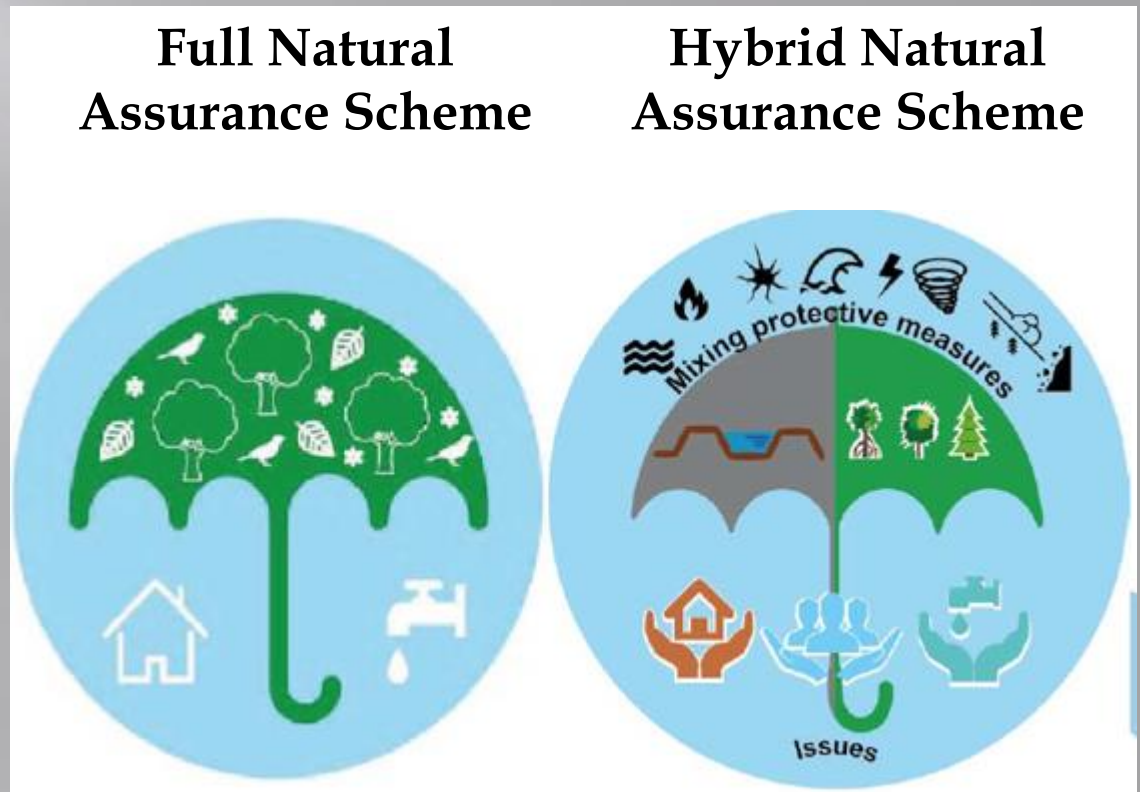 Full Natural
Assurance Scheme
Hybrid Natural
Assurance Scheme
Mixing protective measures
Issues